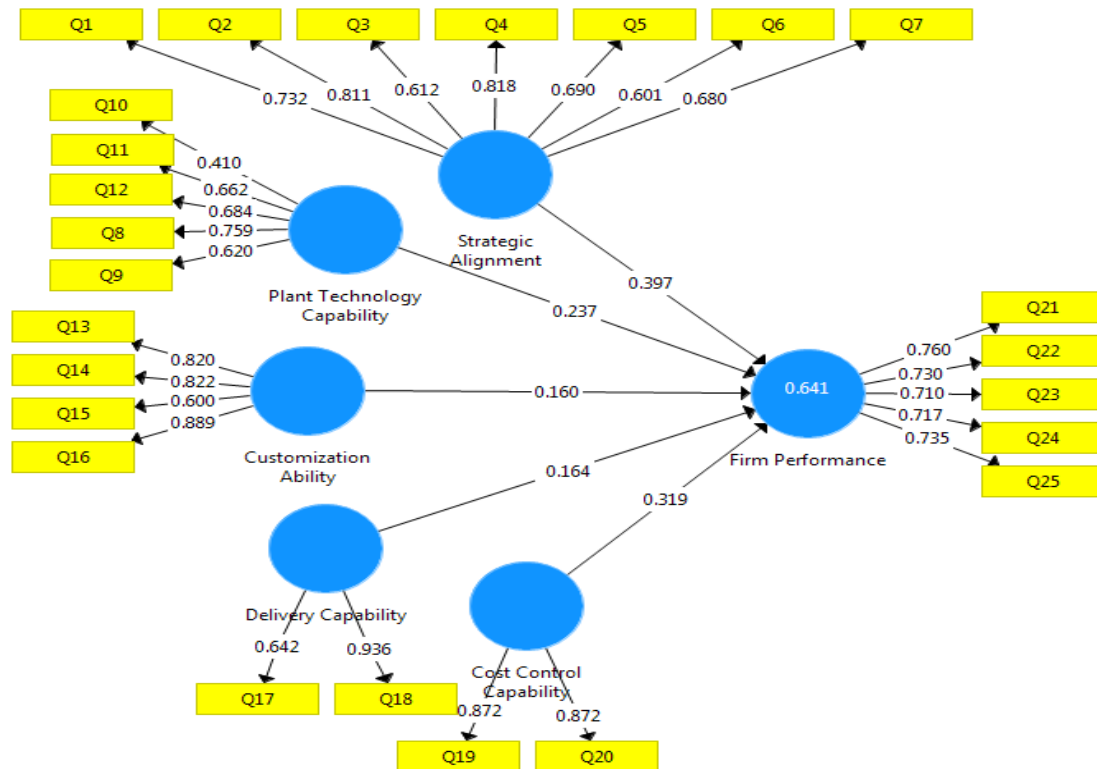 Q1
Q2
Q3
Q4
Q5
Q6
Q7
0.732
0.811
0.612
0.818
0.690
0.601
0.680
Q10
Q11
Q12
Q8
Q9
0.410
0.662
0.684
0.759
0.620
Strategic
Alignment
Plant Technology
Capability
0.397
0.237
Q13
Q14
Q15
Q16
0.820
0.822
0.600
0.889
Customization
Ability
0.160
0.641
Firm Performance
0.760
0.730
0.710
0.717
0.735
Q21
Q22
Q23
Q24
Q25
0.164
0.319
Delivery Capability
0.642
0.936
Q17
Q18
Cost Control
Capability
0.872
0.872
Q19
Q20